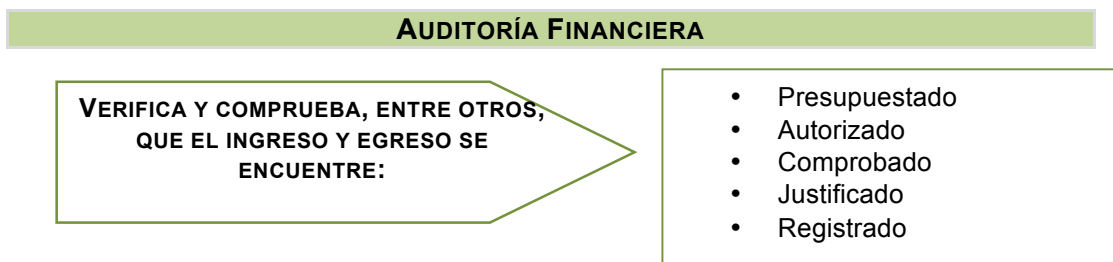 AUDITORÍA FINANCIERA
VERIFICA Y COMPRUEBA, ENTRE OTROS,
QUE EL INGRESO Y EGRESO SE
ENCUENTRE:
• Presupuestado
• Autorizado
• Comprobado
• Justificado
• Registrado